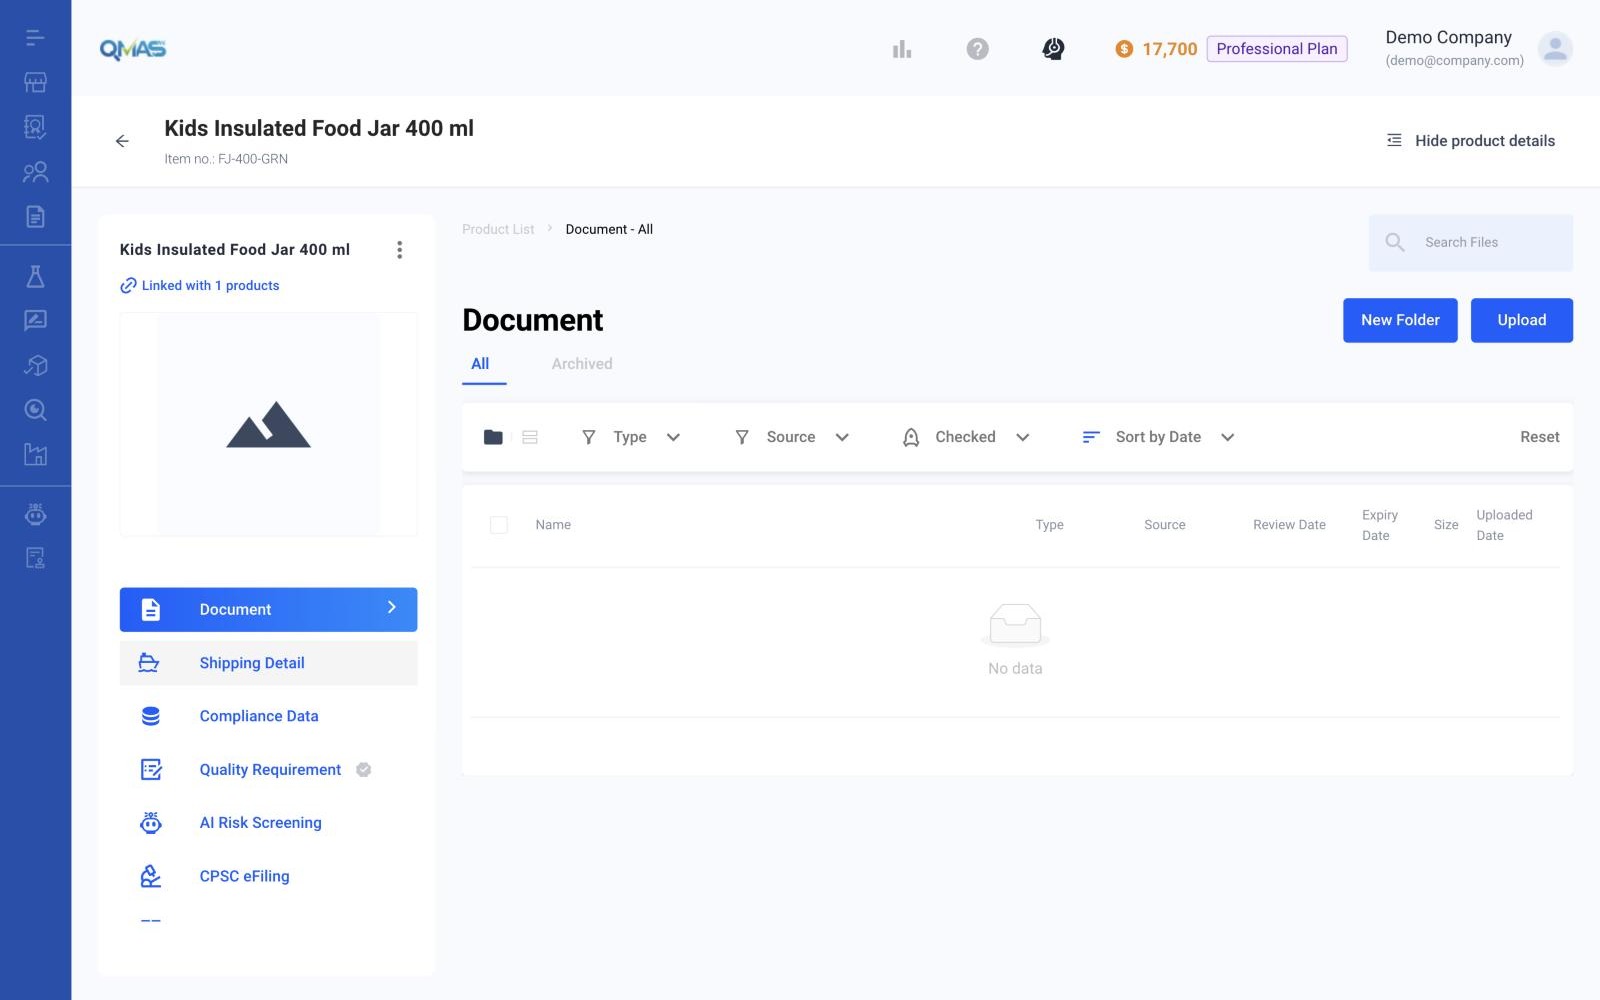 QMAS
17,700
Professional Plan
Demo Company
(demo@company.com)
Kids Insulated Food Jar 400 ml
Item no.: FJ-400-GRN
Hide product details
Kids Insulated Food Jar 400 ml
Linked with 1 products
Document
Shipping Detail
Compliance Data
Quality Requirement
AI Risk Screening
CPSC eFiling
Product List
Document - All
Search Files
Document
New Folder
Upload
All
Archived
Type
Source
Checked
Sort by Date
Reset
Name
Type
Source
Review Date
Expiry
Date
Size
Uploaded
Date
No data